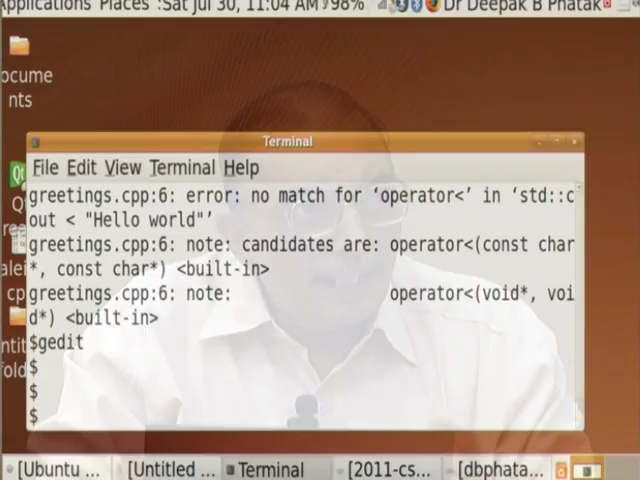 Applications Places Sat Jul 30, 11:04 AM 98% Dr Deepak B Phatak
ocume
nts
Terminal
File Edit View Terminal Help
greetings.cpp:6: error: no match for ‘operator<’ in ‘std::c
out < "Hello world"’
greetings.cpp:6: note: candidates are: operator<(const char
*, const char*) <built-in>
greetings.cpp:6: note: operator<(void*, voi
d*) <built-in>
$gedit
$
$
$
Qt
cp
fold
[Ubuntu ... [Untitled ... Terminal [2011-cs... [dbphata...